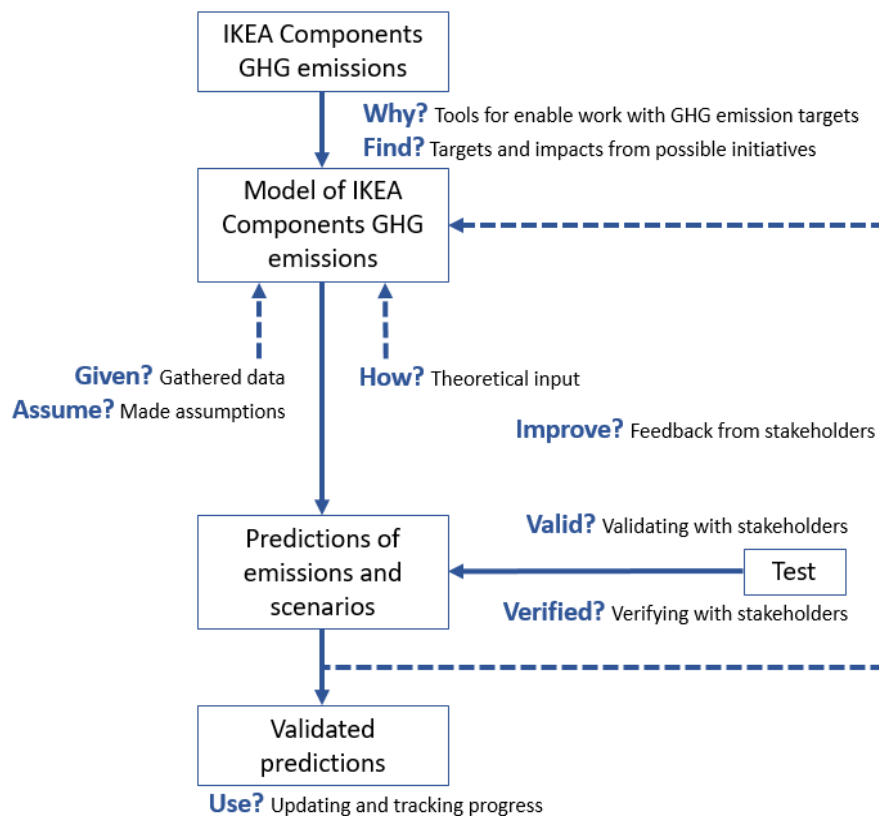 IKEA Components
GHG emissions
Why? Tools for enable work with GHG emission targets
Find? Targets and impacts from possible initiatives
Model of IKEA
Components GHG
emissions
Given? Gathered data
Assume? Made assumptions
How? Theoretical input
Improve? Feedback from stakeholders
Valid? Validating with stakeholders
Predictions of
emissions and
scenarios
Test
Verified? Verifying with stakeholders
Validated
predictions
Use? Updating and tracking progress